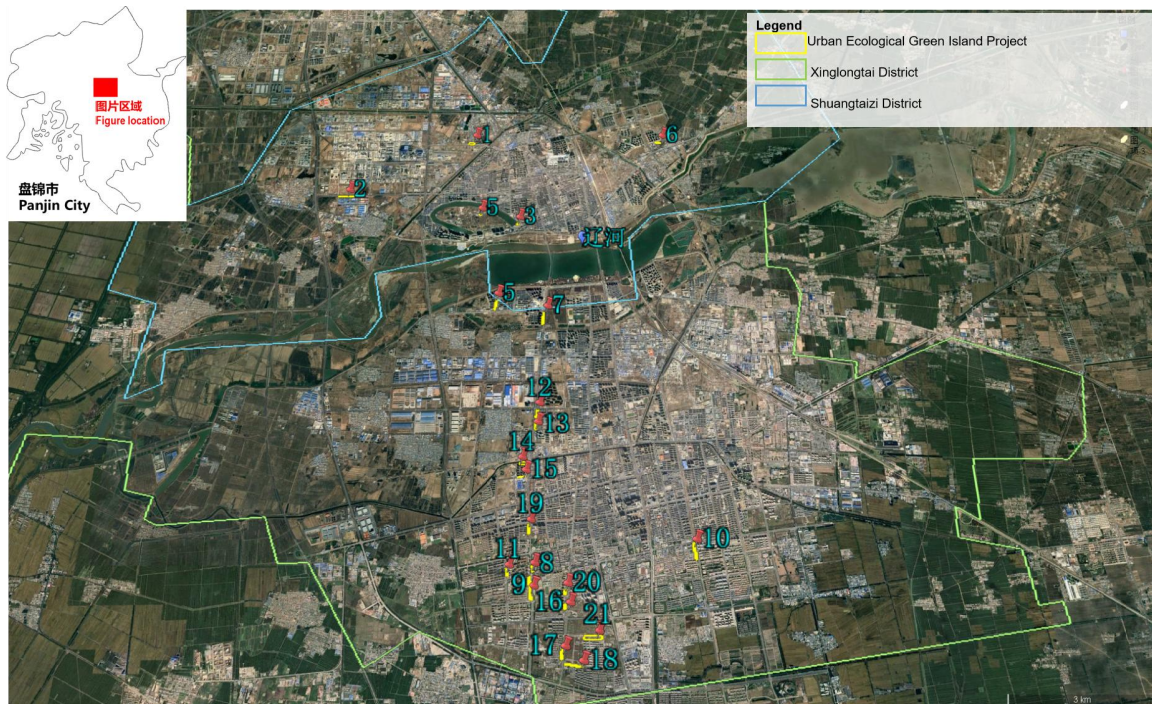 图片区域
Figure location
盘锦市
Panjin City
Legend
Urban Ecological Green Island Project
Xinglongtai District
Shuangtaizi District
1
6
2
5
3
辽河
5
7
12
13
14
15
19
10
11
8
9
20
16
21
17
18
3 km